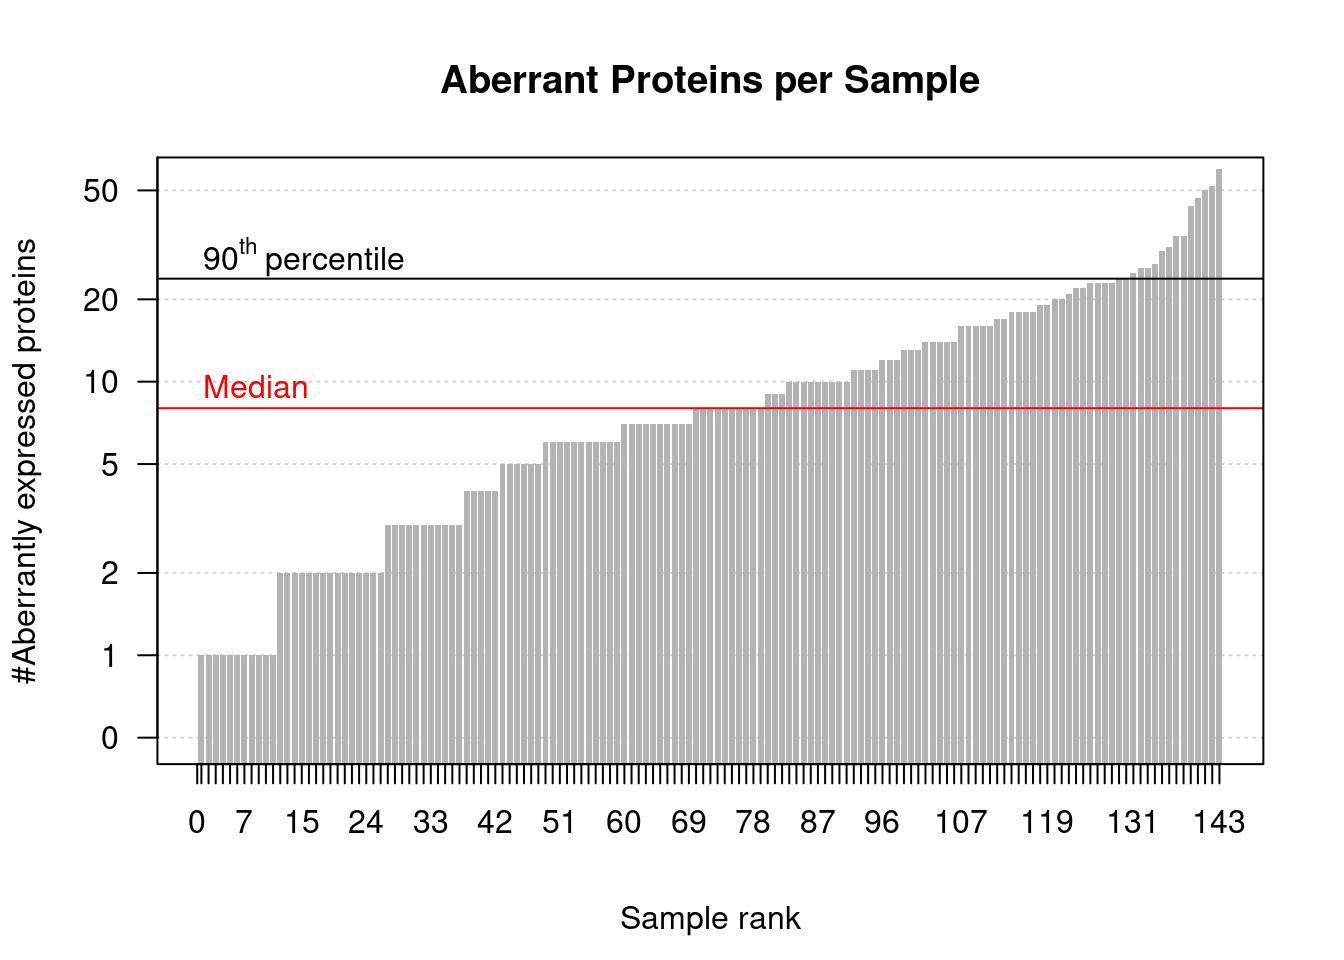 Aberrant Proteins per Sample
#Aberrantly expressed proteins
50
20
10
5
2
1
0
90th percentile
Median
0 7 15 24 33 42 51 60 69 78 87 96 107 119 131 143
Sample rank